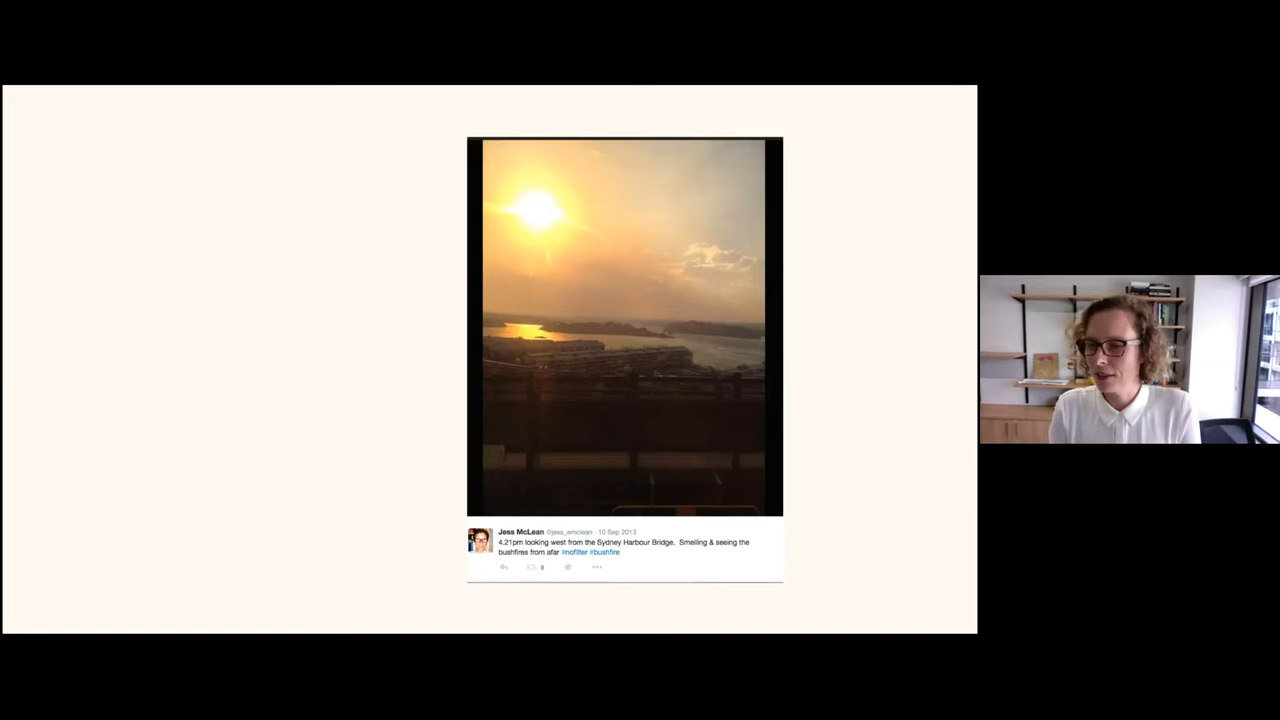 Jess McLean @jess_emclean · 10 Sep 2013
4.21pm looking west from the Sydney Harbour Bridge. Smelling & seeing the
bushfires from afar #nofilter #bushfire